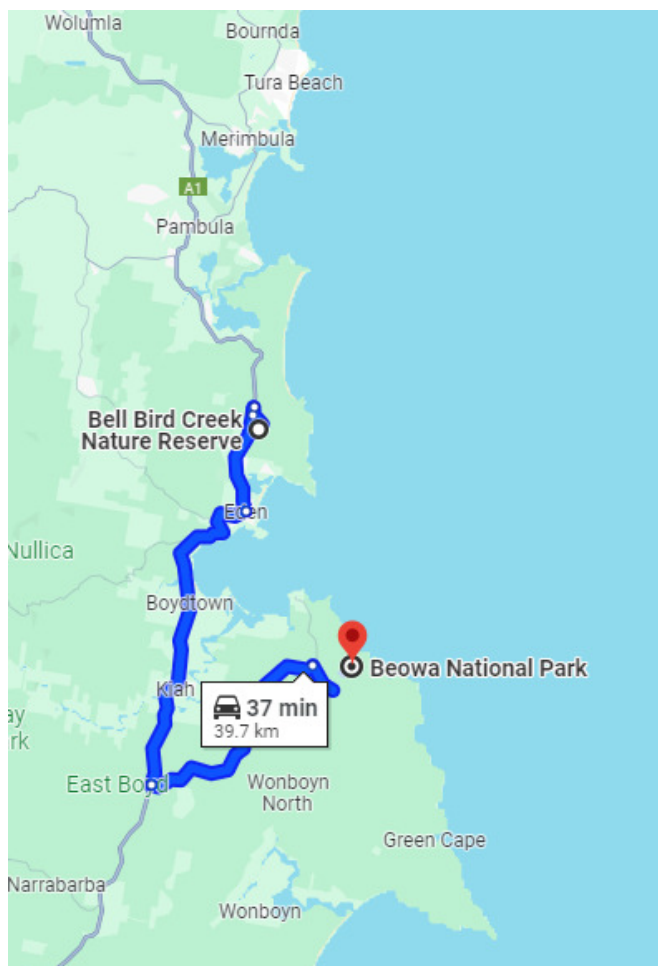 Wolumla
Bournda
Tura Beach
Merimbula
A1
Pambula
Bell Bird Creek
Nature Reserve
Eden
Nullica
Boydtown
Beowa National Park
Kiah
37 min
39.7 km
ay
rk
East Boyd
Wonboyn
North
Green Cape
Narrabarba
Wonboyn